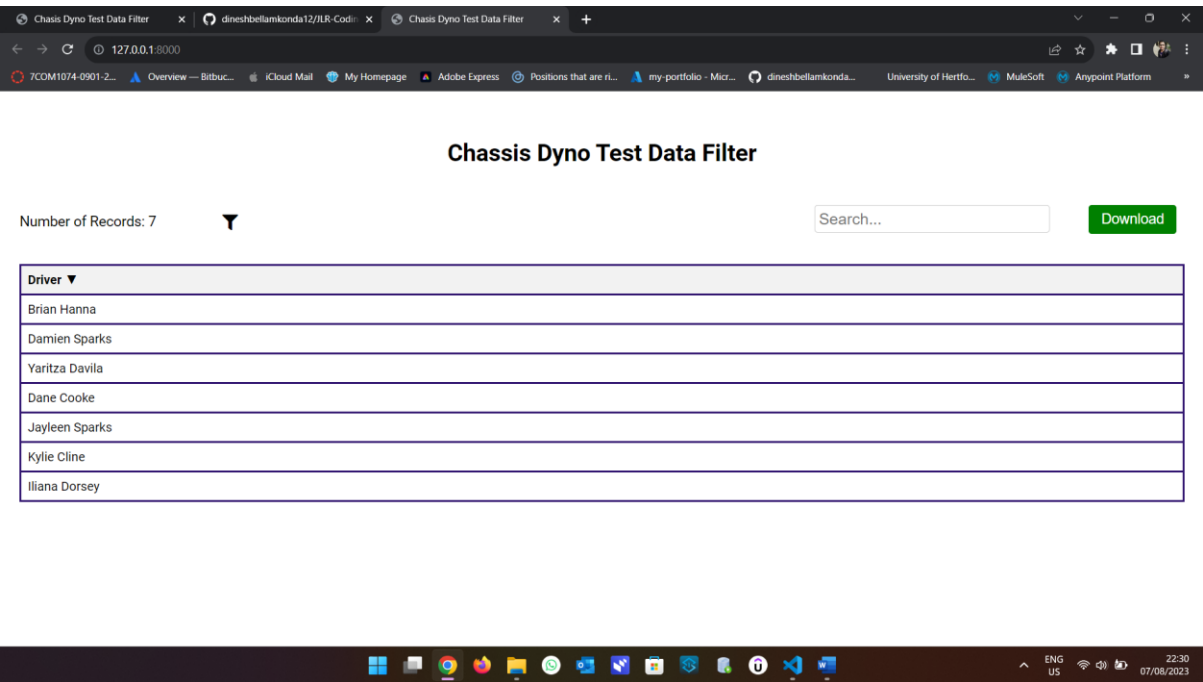 Chasis Dyno Test Data Filter
dineshbellamkonda12/JLR-Codin
Chasis Dyno Test Data Filter
127.0.0.1:8000
7COM1074-0901-2...
Overview — Bitbuc...
iCloud Mail
My Homepage
Adobe Express
Positions that are ri...
my-portfolio - Micr...
dineshbellamkonda...
University of Hertfo...
MuleSoft
Anypoint Platform
Chassis Dyno Test Data Filter
Number of Records: 7
Search...
Download
Driver ▼
Brian Hanna
Damien Sparks
Yaritza Davila
Dane Cooke
Jayleen Sparks
Kylie Cline
Iliana Dorsey
ENG
US
22:30
07/08/2023